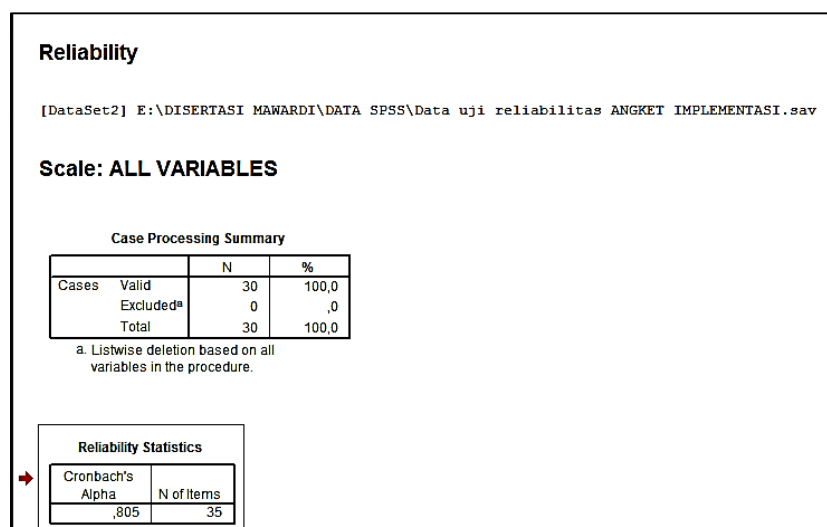 Reliability
[DataSet2] E:\DISERTASI MAWARDI\DATA SPSS\Data uji reliabilitas ANGKET IMPLEMENTASI.sav
Scale: ALL VARIABLES
Case Processing Summary
N %
Cases Valid 30 100,0
Excludedᵃ 0 ,0
Total 30 100,0
a. Listwise deletion based on all
variables in the procedure.
Reliability Statistics
Cronbach's
Alpha N of Items
,805 35